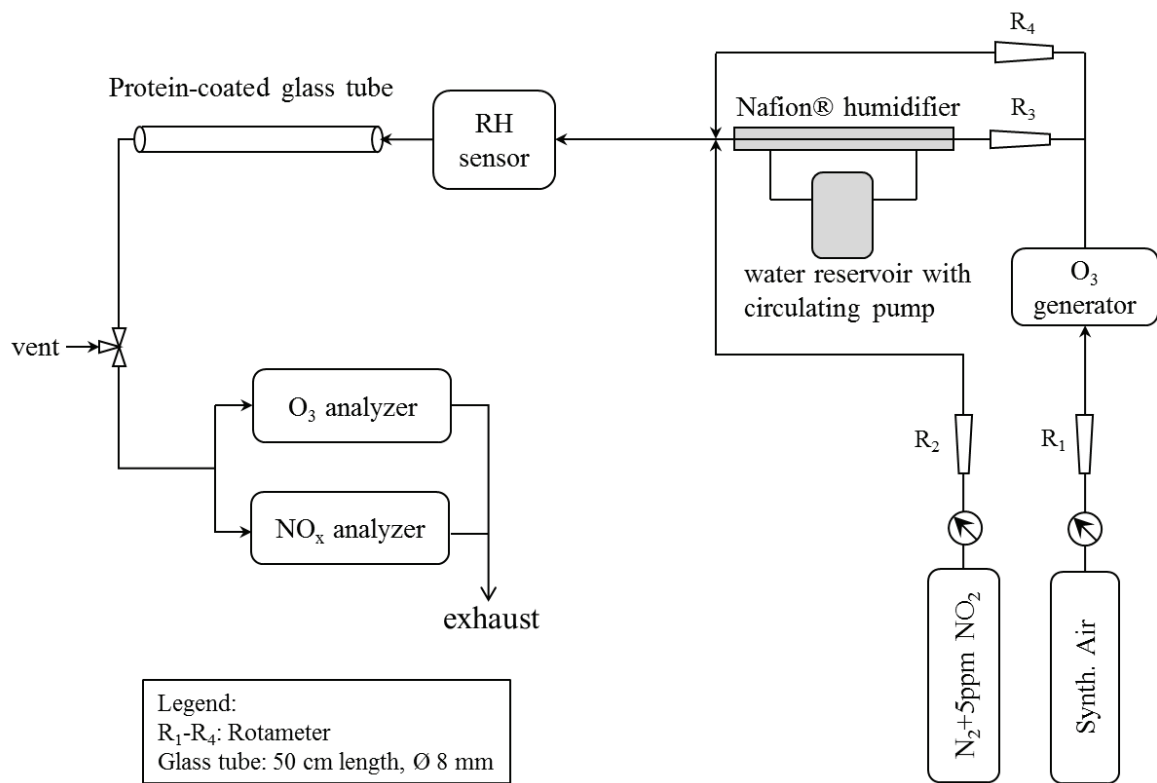 R₄
Protein-coated glass tube
Nafion® humidifier
R₃
RH
sensor
water reservoir with
circulating pump
O₃
generator
vent
O₃ analyzer
R₂
R₁
NOₓ analyzer
exhaust
N₂+5ppm NO₂
Synth. Air
Legend:
R₁-R₄: Rotameter
Glass tube: 50 cm length, Ø 8 mm